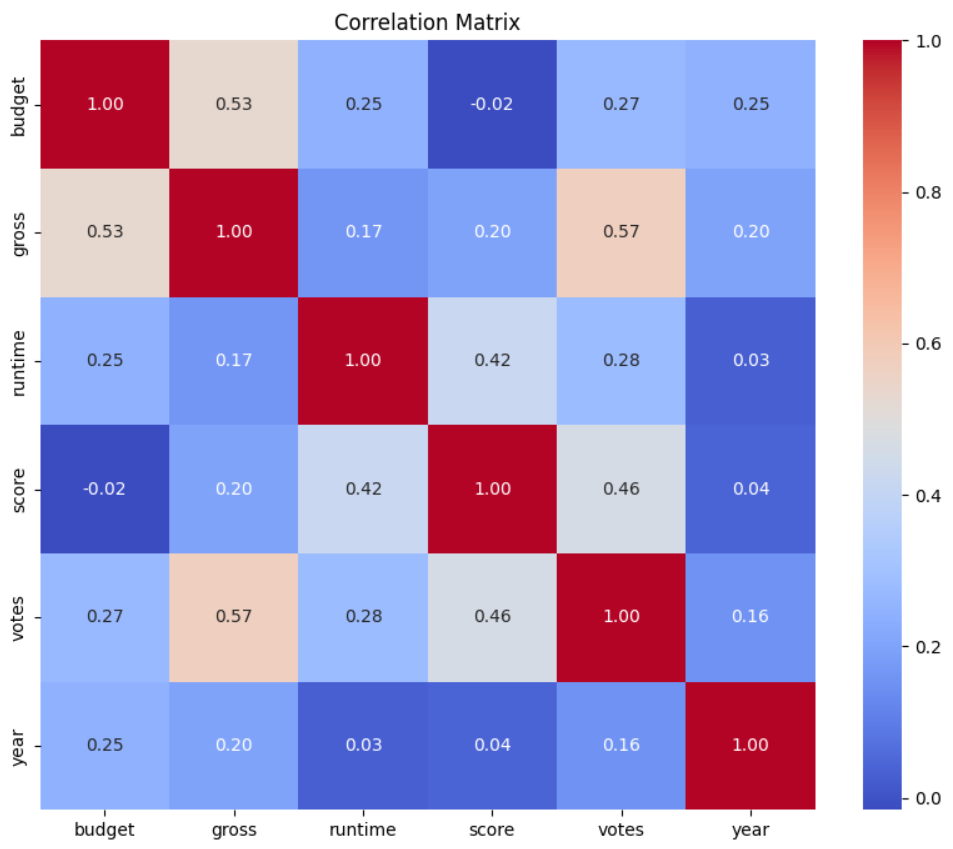 Correlation Matrix
budget 1.00 0.53 0.25 -0.02 0.27 0.25
gross 0.53 1.00 0.17 0.20 0.57 0.20
runtime 0.25 0.17 1.00 0.42 0.28 0.03
score -0.02 0.20 0.42 1.00 0.46 0.04
votes 0.27 0.57 0.28 0.46 1.00 0.16
year 0.25 0.20 0.03 0.04 0.16 1.00
budget gross runtime score votes year
1.0
0.8
0.6
0.4
0.2
0.0